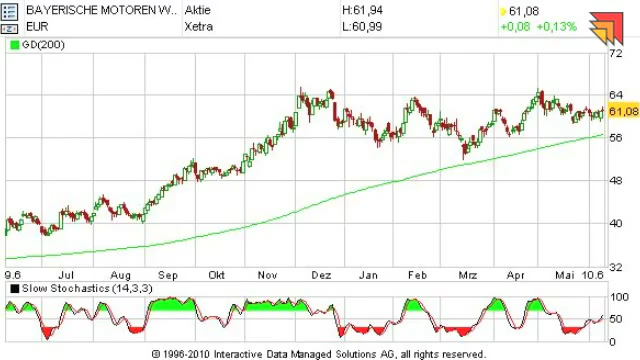 BAYERISCHE MOTOREN W.. Aktie H:61,94 61,08
EUR Xetra L:60,99 +0,08 +0,13%
GD(200)
72
64
61,08
56
48
40
32
9.6 Jul Aug Sep Okt Nov Dez Jan Feb Mrz Apr Mai 10.6
Slow Stochastics (14,3,3)
100
50
0
© 1996-2010 Interactive Data Managed Solutions AG, all rights reserved.